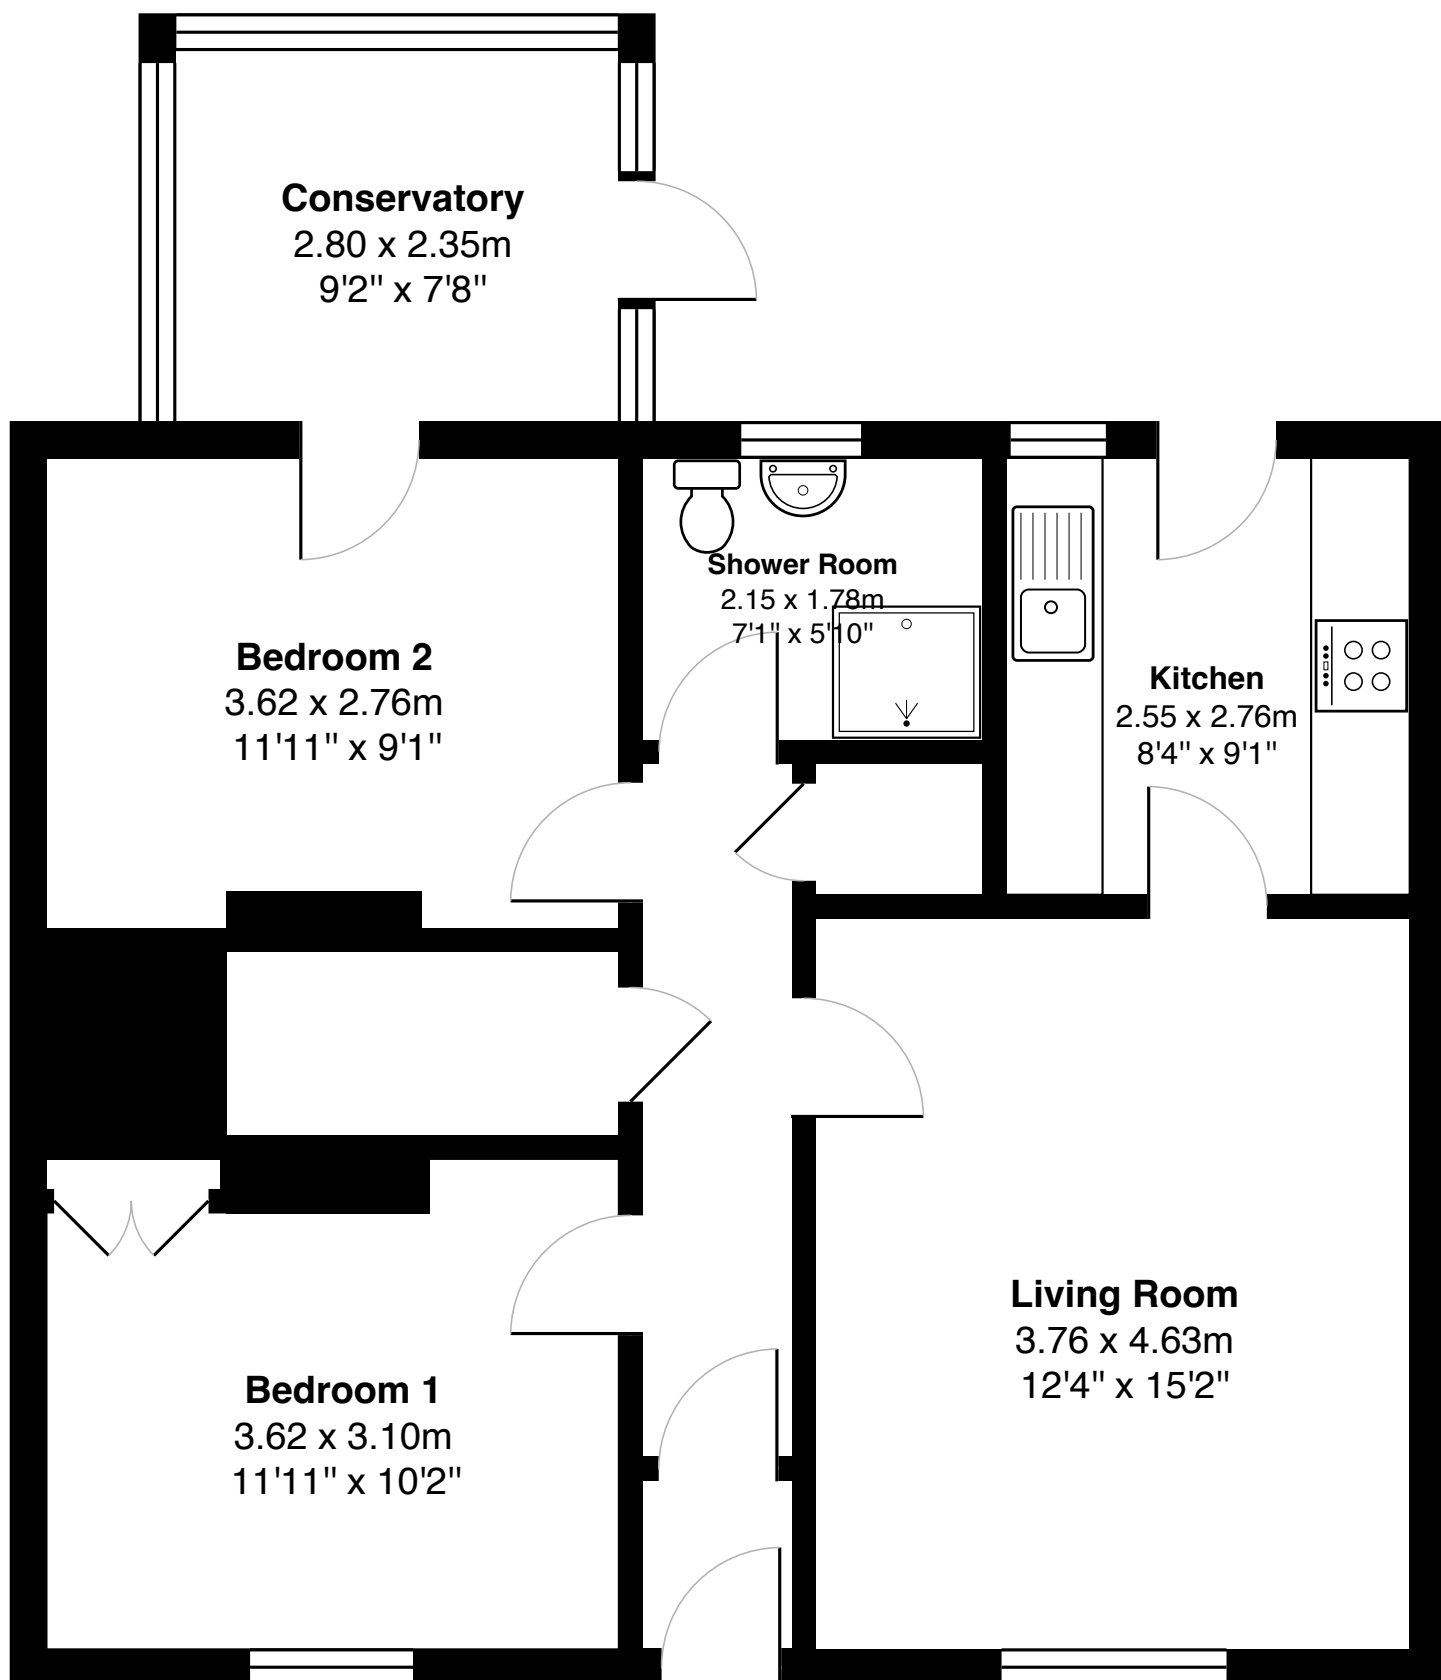 Conservatory
2.80 x 2.35m
9'2" x 7'8"
Shower Room
2.15 x 1.78m
7'1" x 5'10"
Bedroom 2
3.62 x 2.76m
11'11" x 9'1"
Kitchen
2.55 x 2.76m
8'4" x 9'1"
Living Room
3.76 x 4.63m
12'4" x 15'2"
Bedroom 1
3.62 x 3.10m
11'11" x 10'2"